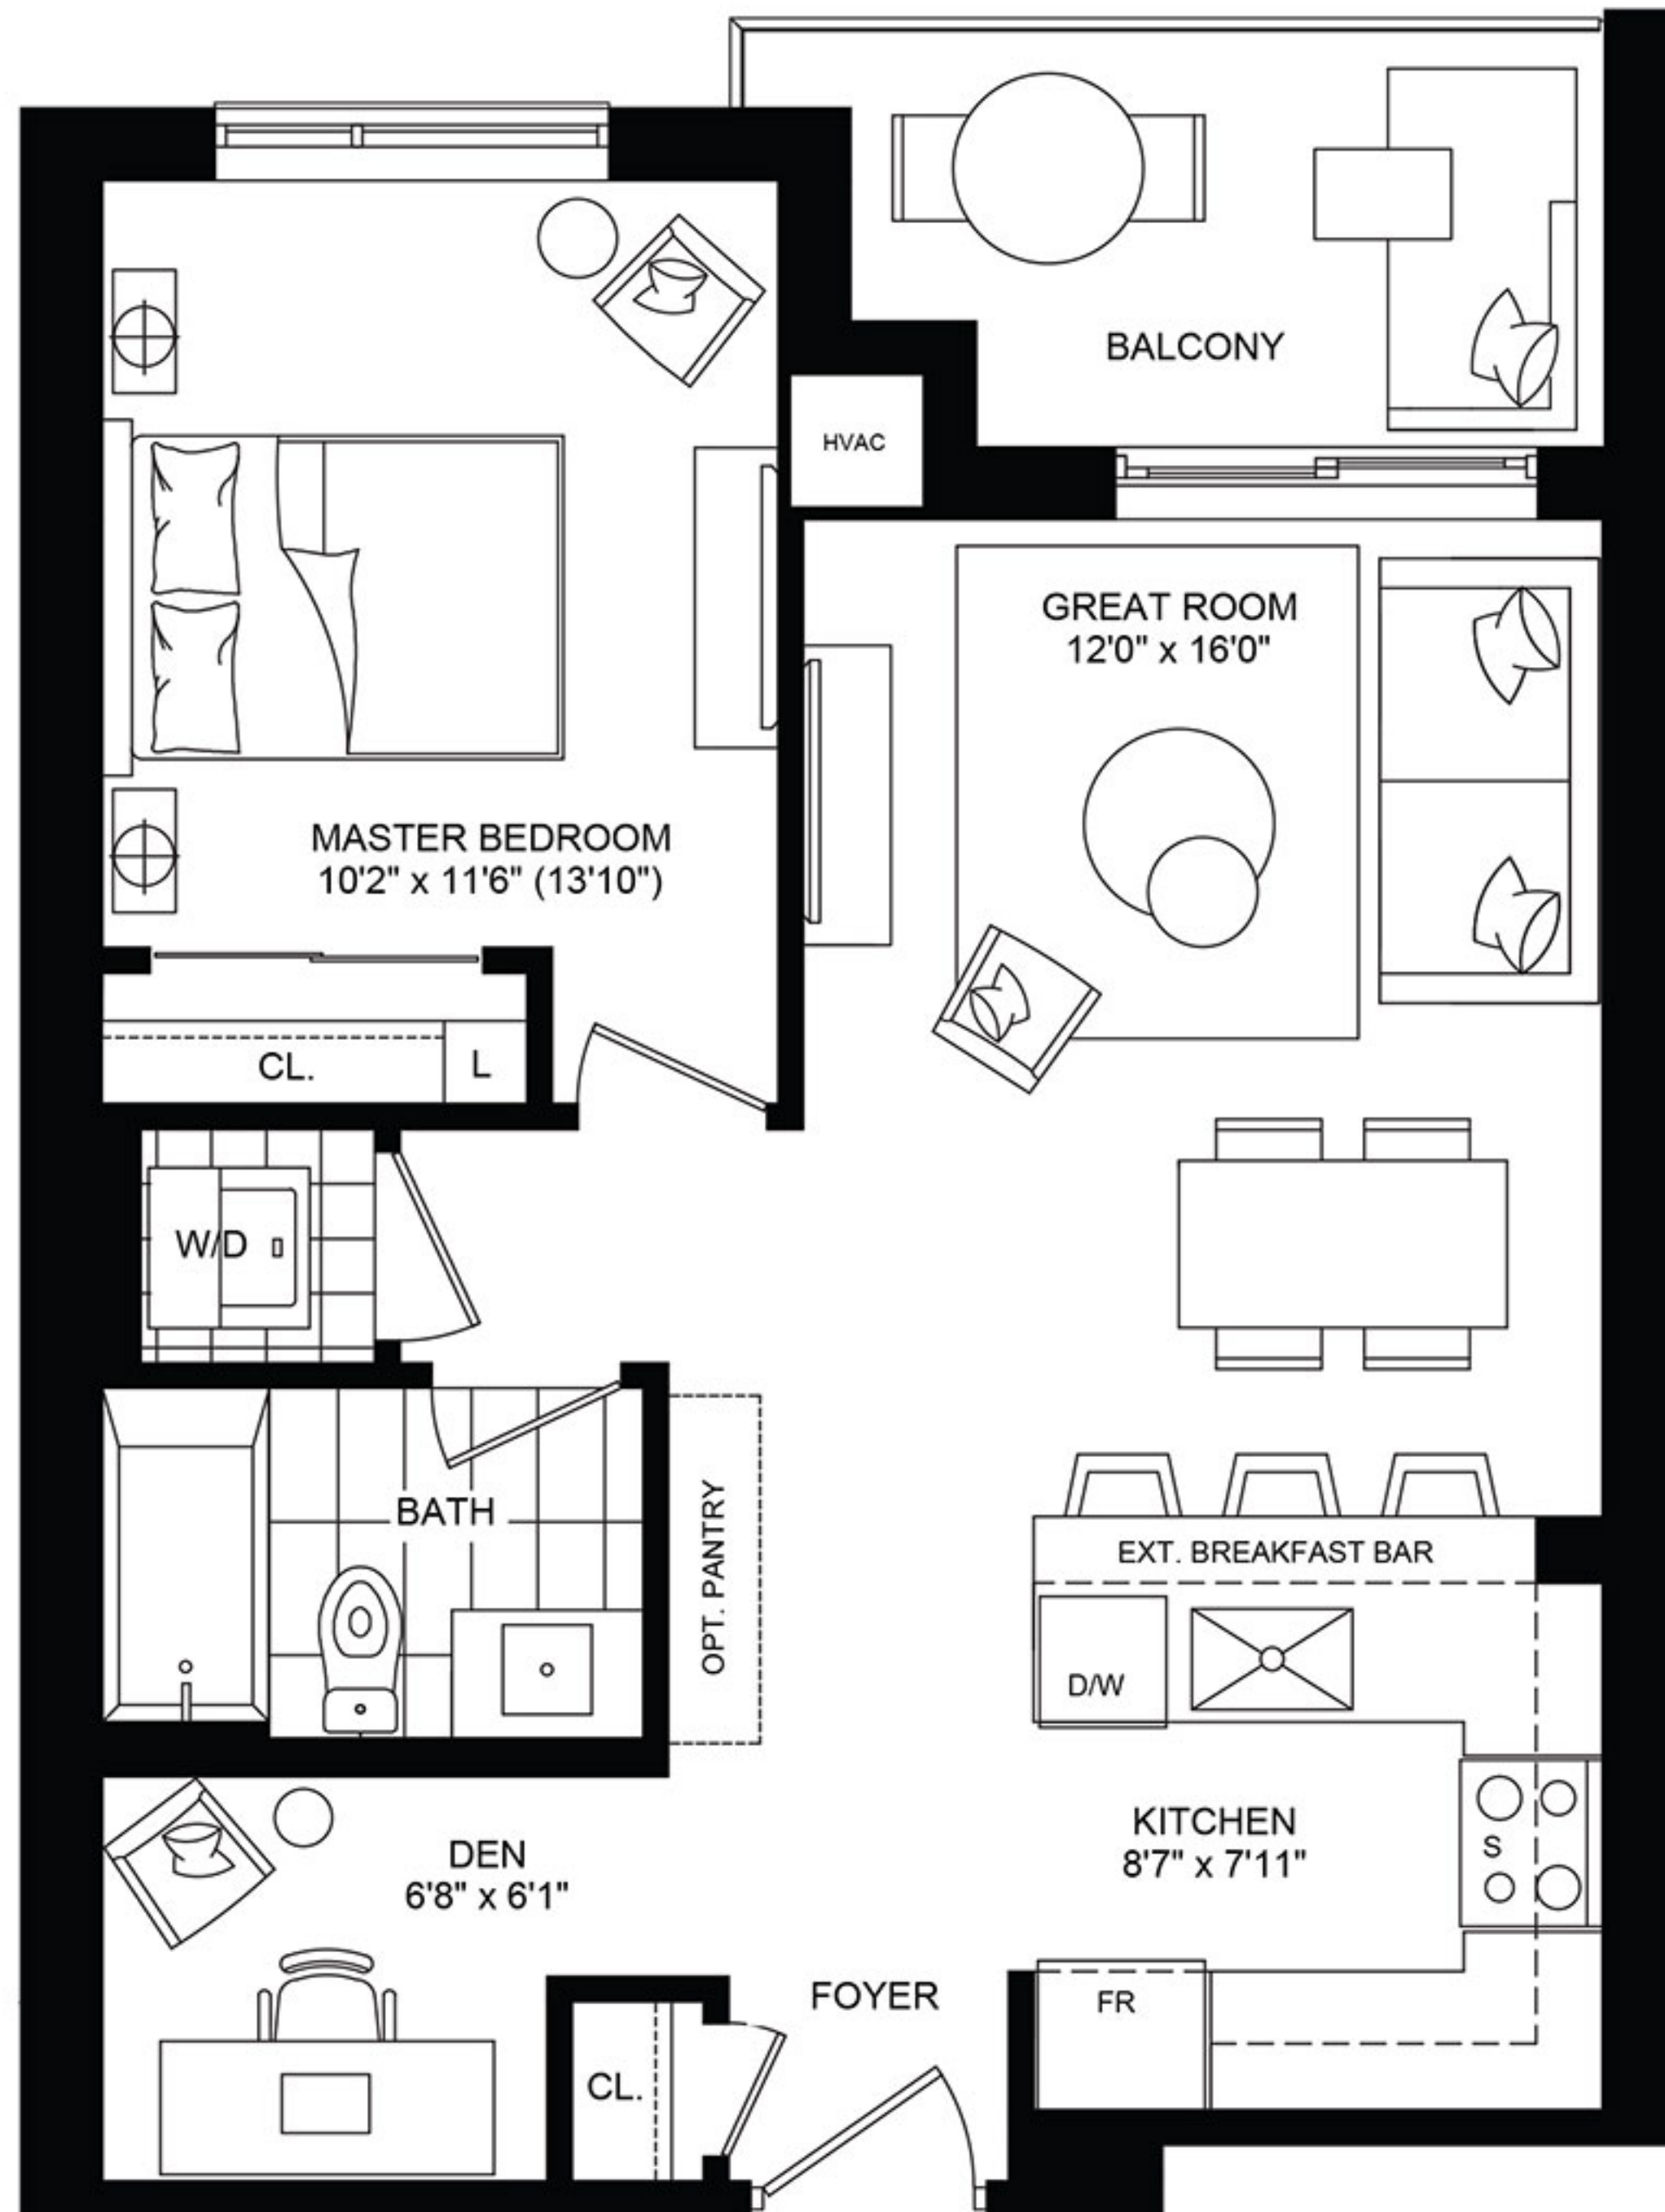 BALCONY
HVAC
GREAT ROOM
12'0" x 16'0"
MASTER BEDROOM
10'2" x 11'6" (13'10")
CL.
L
W/D
BATH
OPT. PANTRY
EXT. BREAKFAST BAR
D/W
KITCHEN
8'7" x 7'11"
S
DEN
6'8" x 6'1"
FOYER
FR
CL.